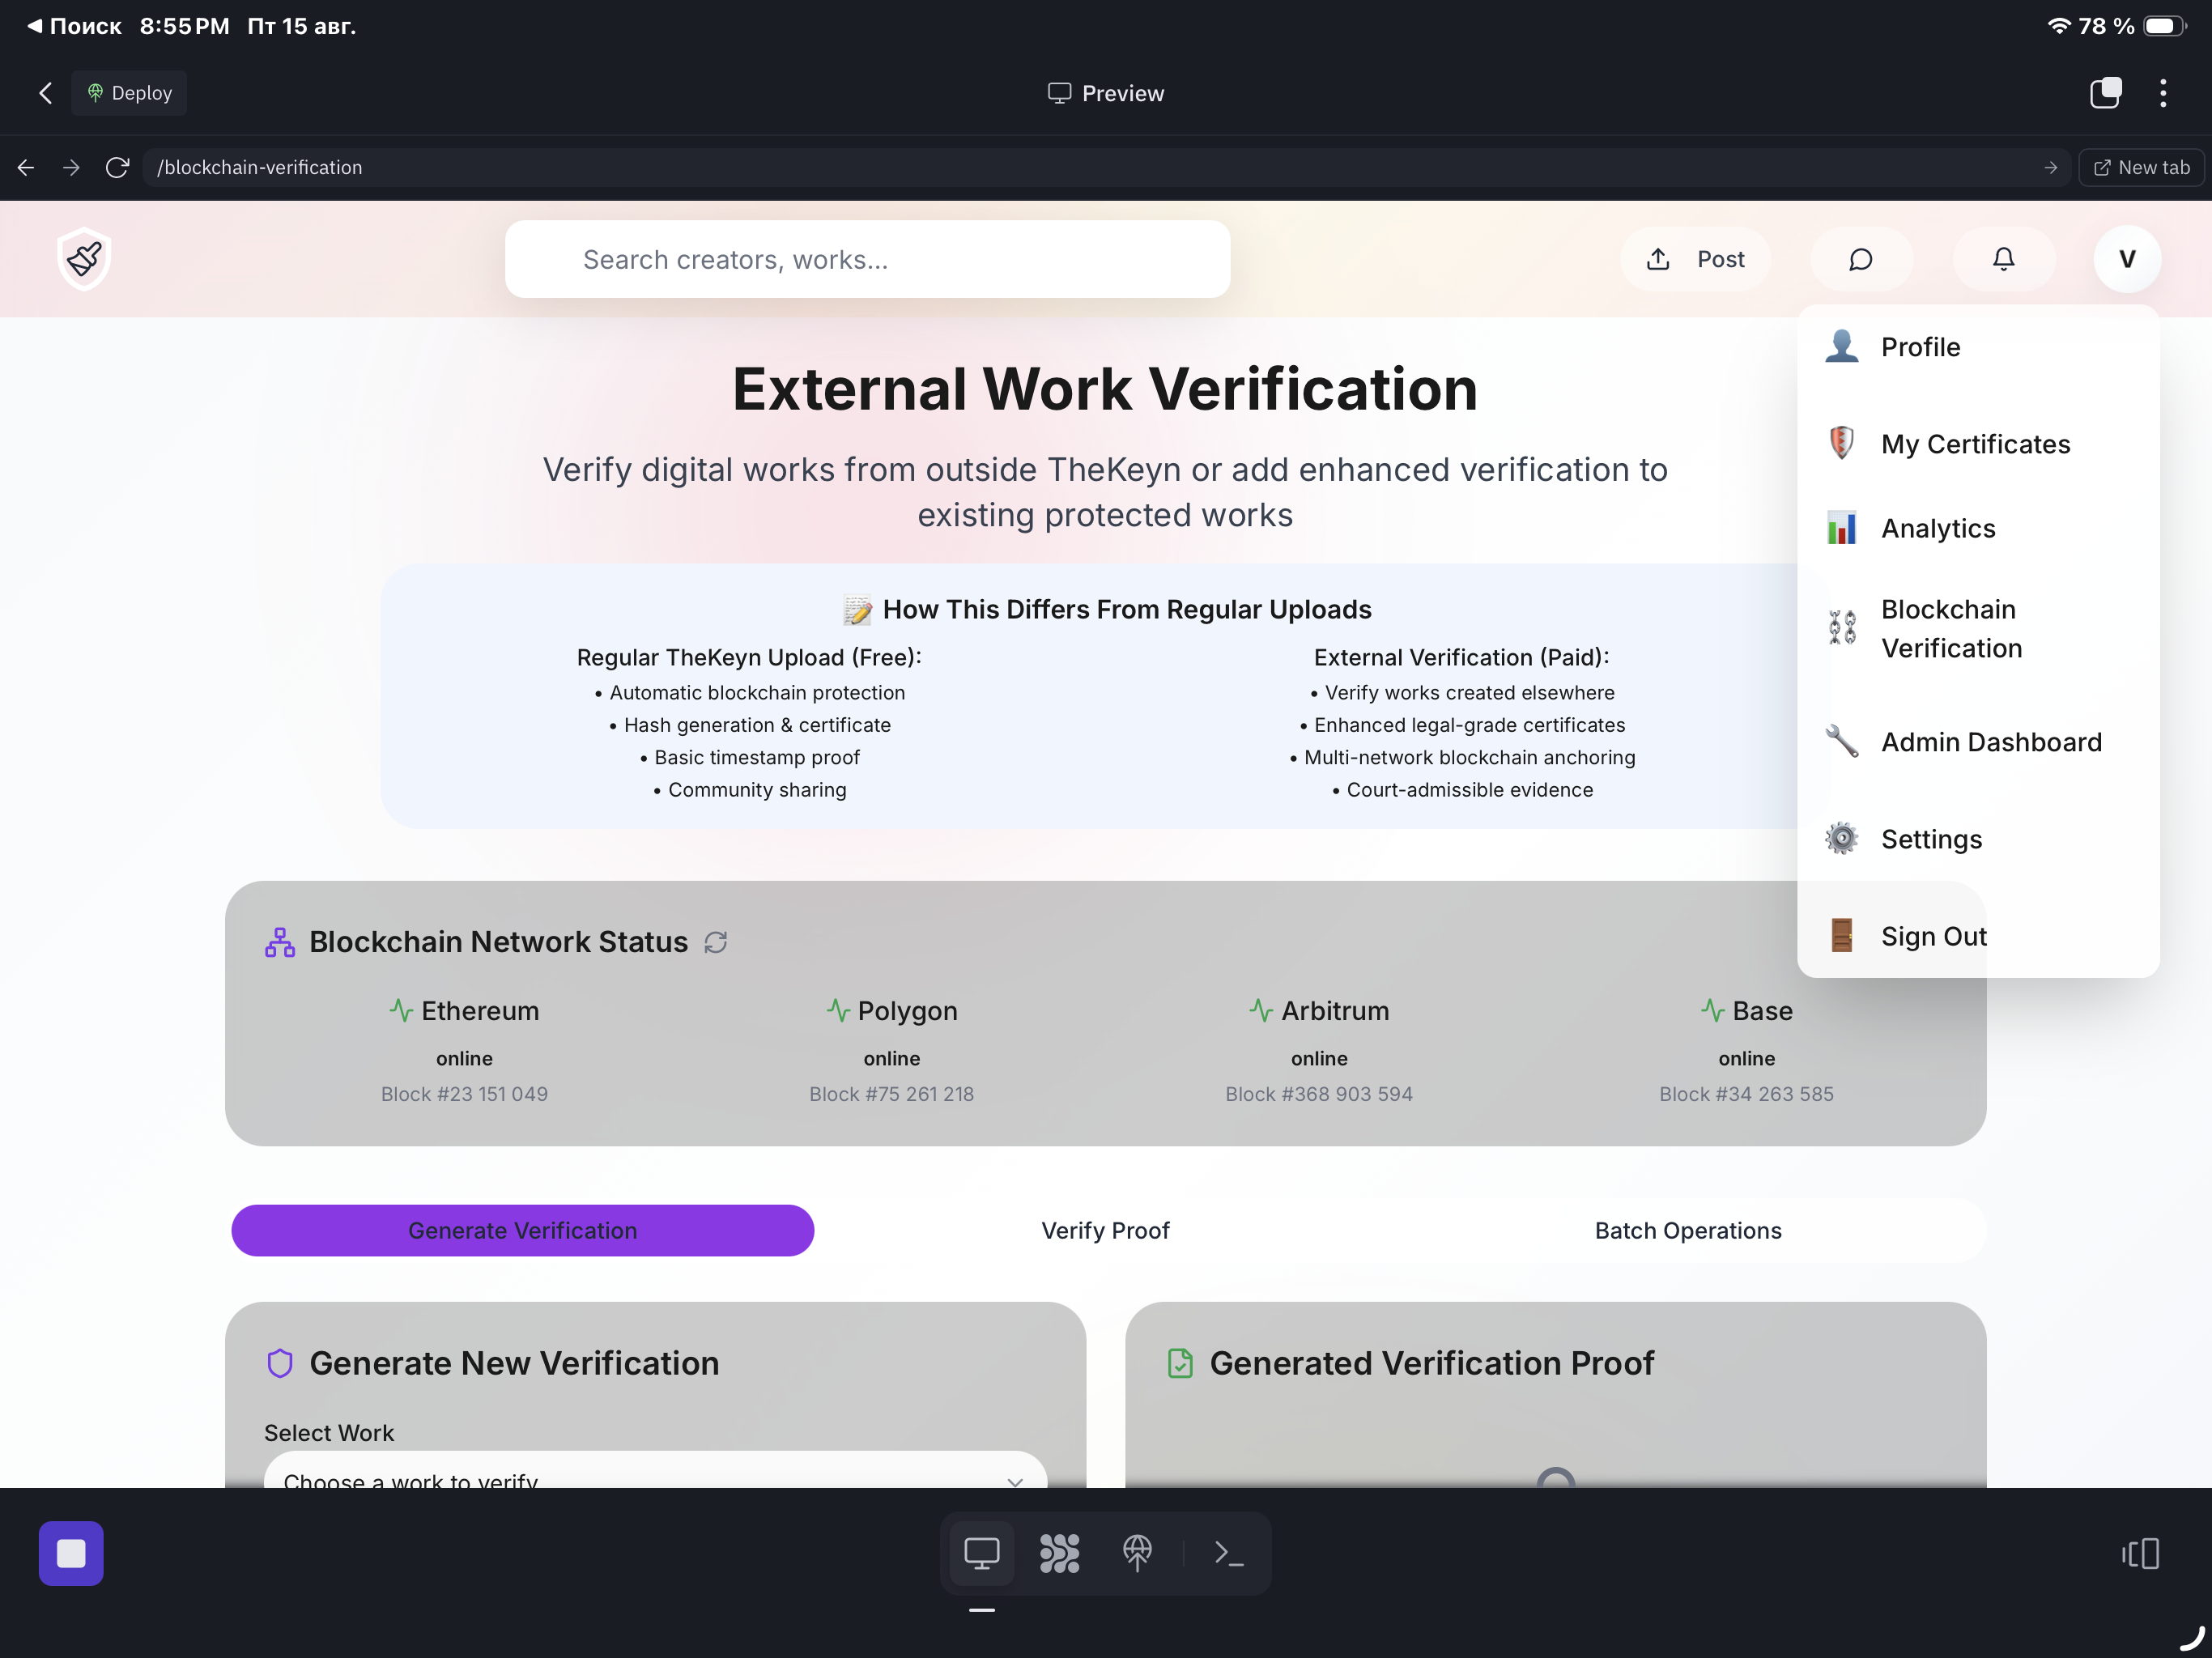 Поиск 8:55 PM Пт 15 авг. 78 %
Deploy Preview
/blockchain-verification New tab
Search creators, works... Post V
Profile
My Certificates
Analytics
Blockchain
Verification
Admin Dashboard
Settings
Sign Out
External Work Verification
Verify digital works from outside TheKeyn or add enhanced verification to
existing protected works
How This Differs From Regular Uploads
Regular TheKeyn Upload (Free):
• Automatic blockchain protection
• Hash generation & certificate
• Basic timestamp proof
• Community sharing
External Verification (Paid):
• Verify works created elsewhere
• Enhanced legal-grade certificates
• Multi-network blockchain anchoring
• Court-admissible evidence
Blockchain Network Status
Ethereum
online
Block #23 151 049
Polygon
online
Block #75 261 218
Arbitrum
online
Block #368 903 594
Base
online
Block #34 263 585
Generate Verification Verify Proof Batch Operations
Generate New Verification
Select Work
Choose a work to verify
Generated Verification Proof